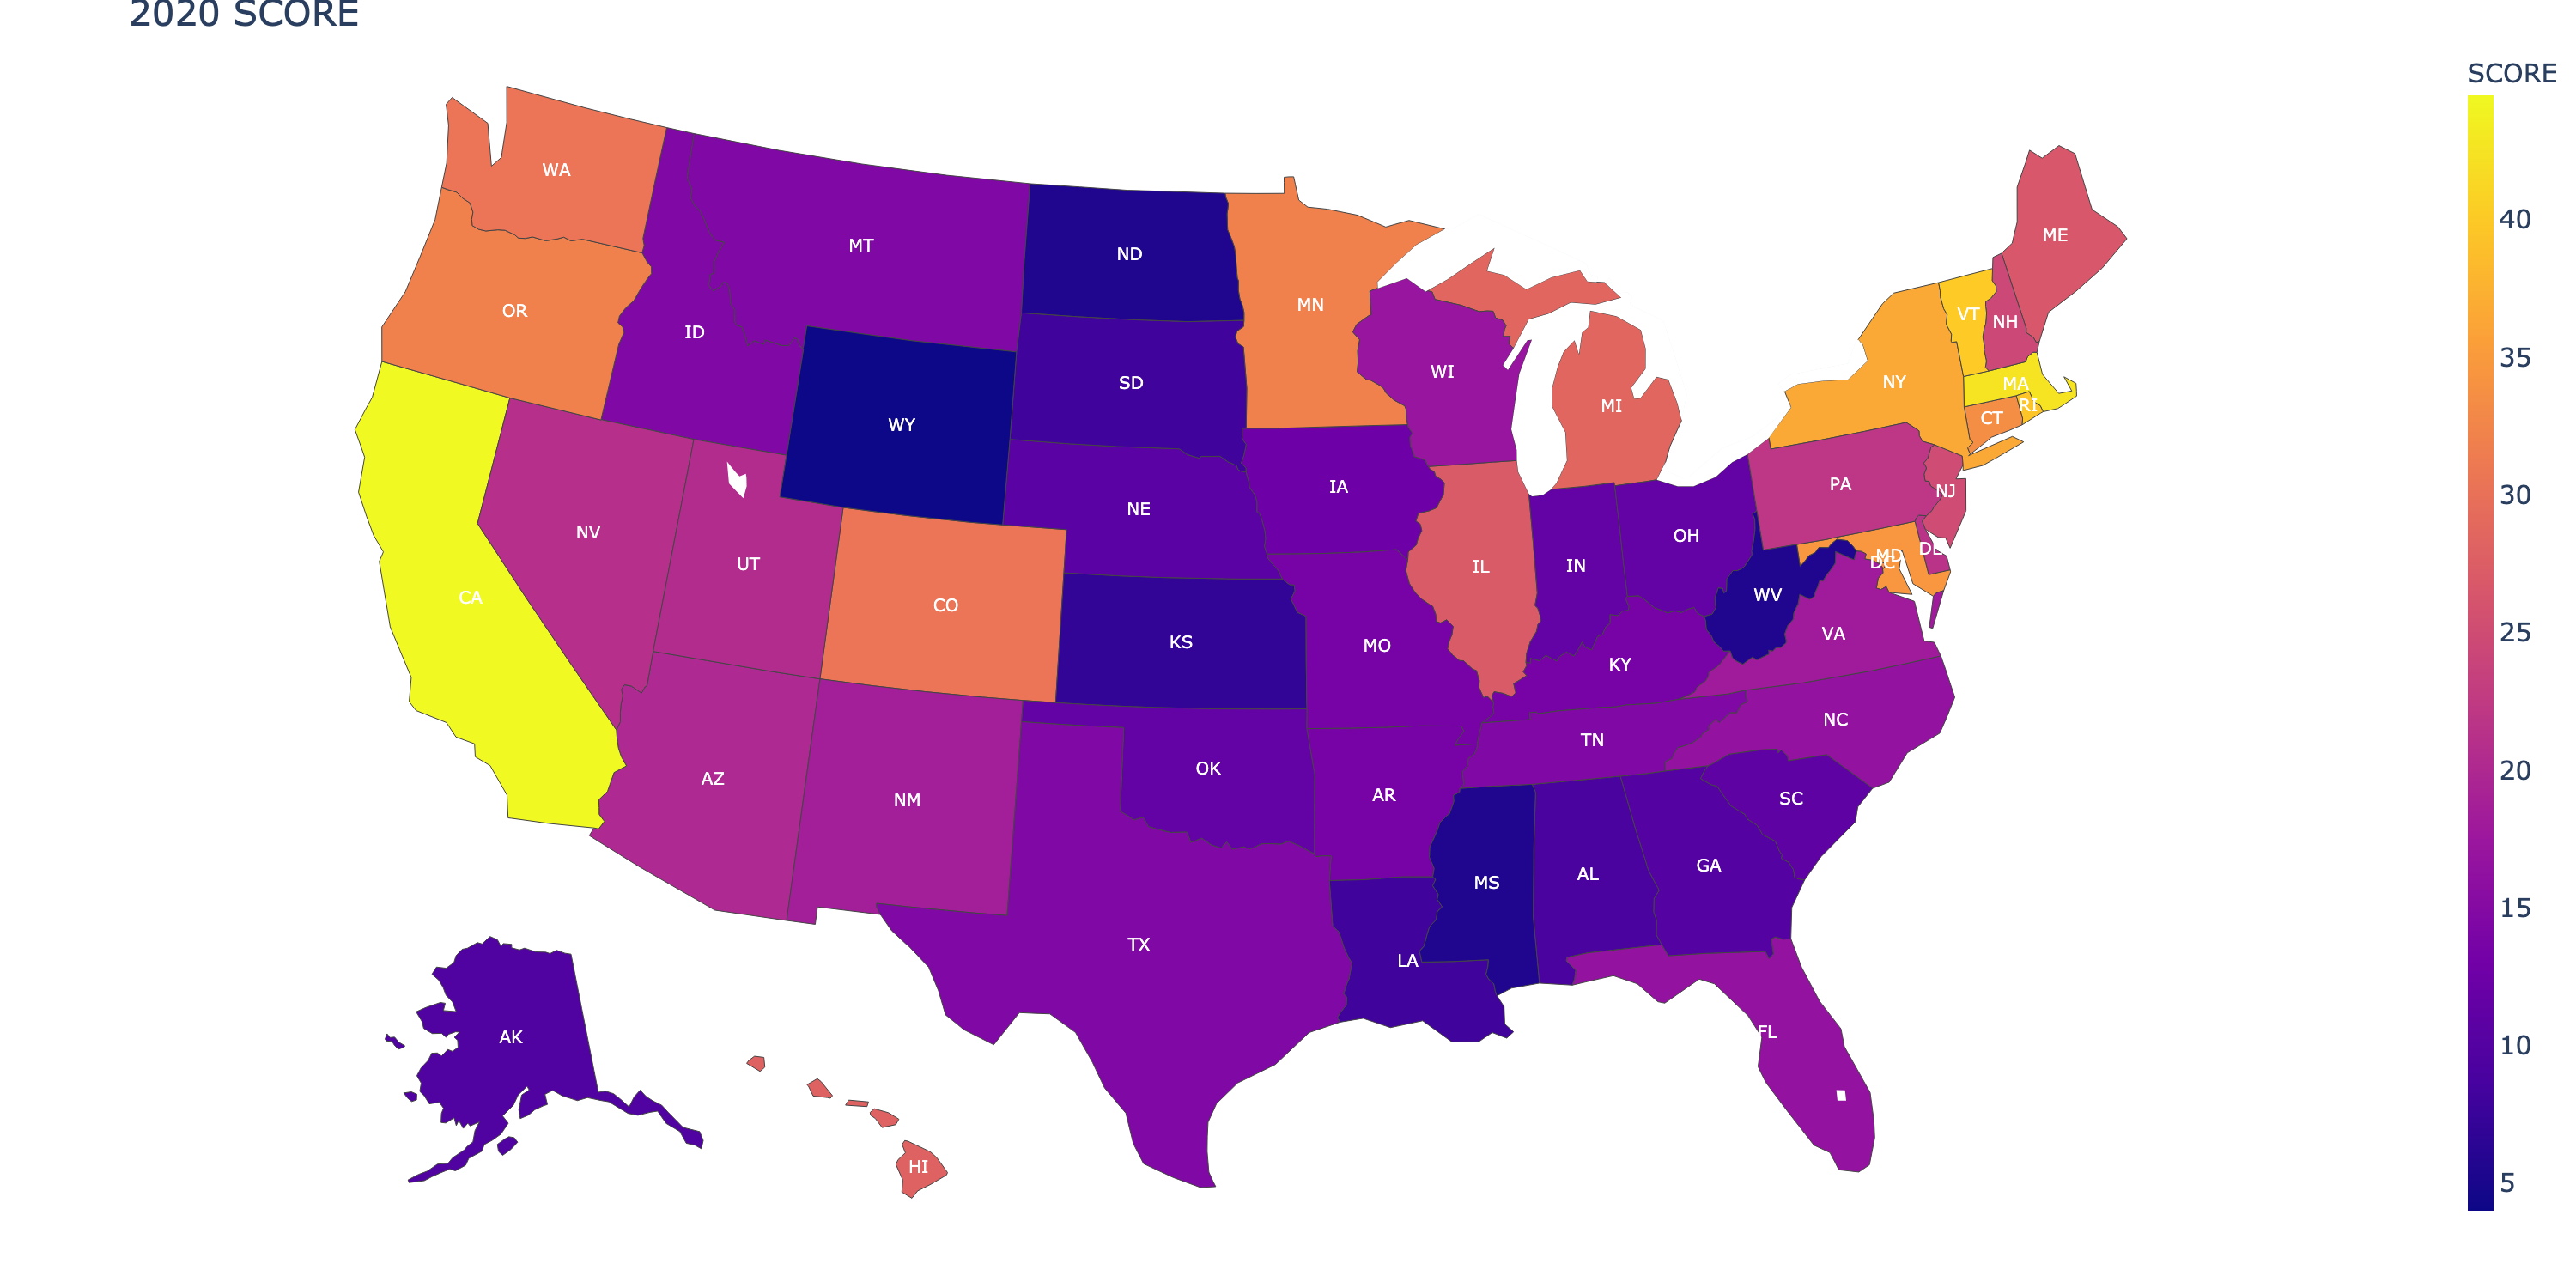 2020 SCORE
SCORE
WA
ME
MT
ND
MN
OR
NH
VT
ID
WI
SD
NY
MA
RI
MI
CT
WY
PA
IA
NJ
NE
NV
OH
DE
MD
DC
UT
IL
IN
WV
CA
CO
VA
KS
MO
KY
NC
TN
OK
AZ
AR
SC
NM
GA
AL
MS
TX
LA
FL
AK
HI
40
35
30
25
20
15
10
5